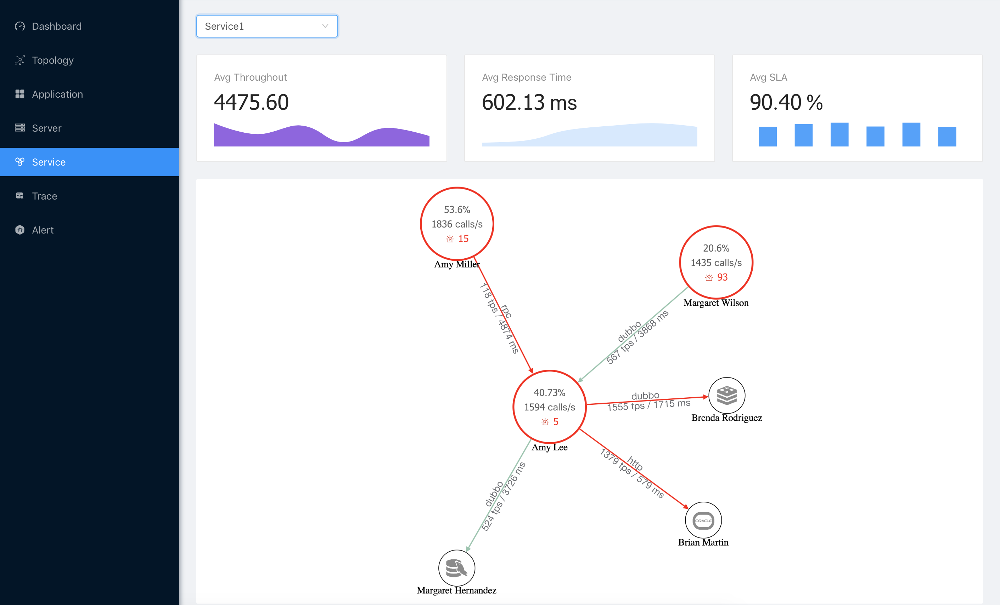 Dashboard
Topology
Application
Server
Service
Trace
Alert
Service1
Avg Throughout
4475.60
Avg Response Time
602.13 ms
Avg SLA
90.40 %
53.6%
1836 calls/s
15
Amy Miller
20.6%
1435 calls/s
93
Margaret Wilson
rpc
118 tps / 4874 ms
dubbo
567 tps / 3868 ms
40.73%
1594 calls/s
5
Amy Lee
dubbo
1555 tps / 1715 ms
Brenda Rodriguez
http
1379 tps / 579 ms
dubbo
524 tps / 3726 ms
ORACLE
Brian Martin
Margaret Hernandez